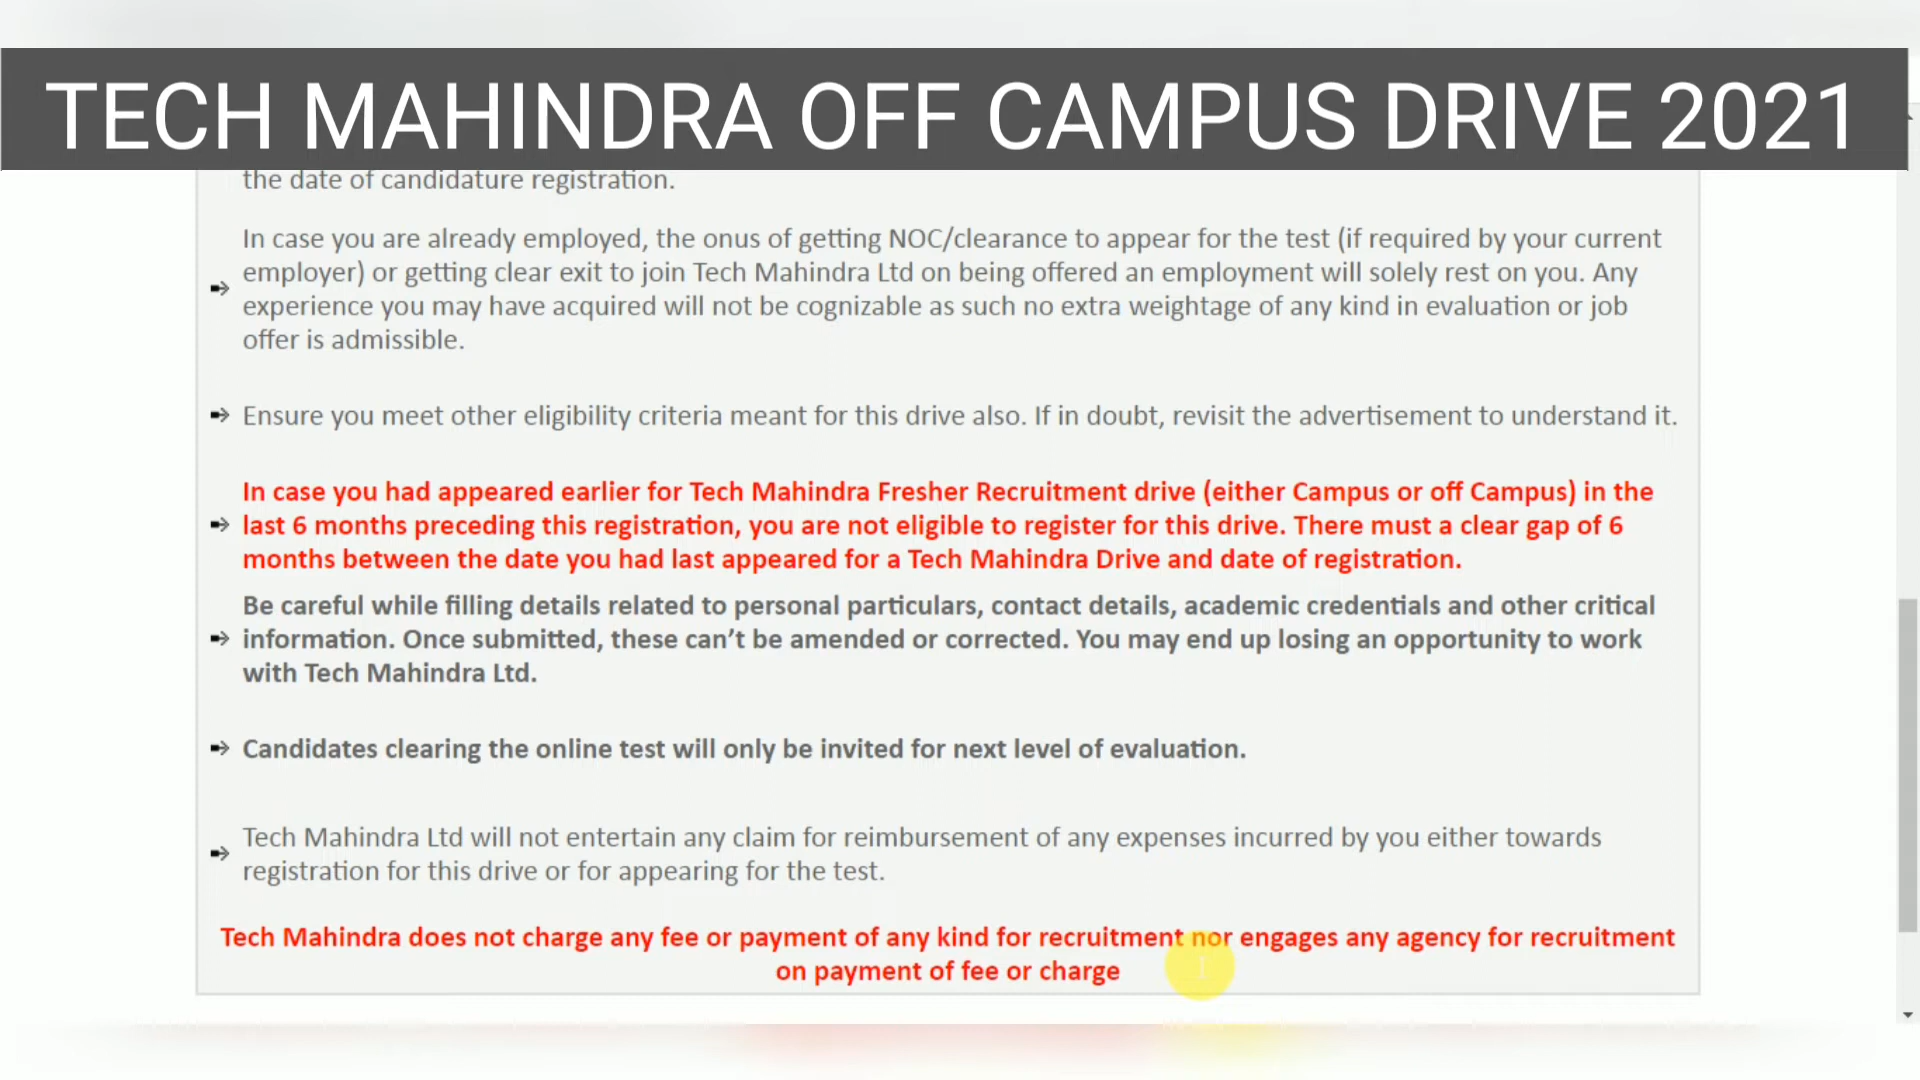 TECH MAHINDRA OFF CAMPUS DRIVE 2021
the date of candidature registration.
In case you are already employed, the onus of getting NOC/clearance to appear for the test (if required by your current
employer) or getting clear exit to join Tech Mahindra Ltd on being offered an employment will solely rest on you. Any
experience you may have acquired will not be cognizable as such no extra weightage of any kind in evaluation or job
offer is admissible.
Ensure you meet other eligibility criteria meant for this drive also. If in doubt, revisit the advertisement to understand it.
In case you had appeared earlier for Tech Mahindra Fresher Recruitment drive (either Campus or off Campus) in the
last 6 months preceding this registration, you are not eligible to register for this drive. There must a clear gap of 6
months between the date you had last appeared for a Tech Mahindra Drive and date of registration.
Be careful while filling details related to personal particulars, contact details, academic credentials and other critical
information. Once submitted, these can’t be amended or corrected. You may end up losing an opportunity to work
with Tech Mahindra Ltd.
Candidates clearing the online test will only be invited for next level of evaluation.
Tech Mahindra Ltd will not entertain any claim for reimbursement of any expenses incurred by you either towards
registration for this drive or for appearing for the test.
Tech Mahindra does not charge any fee or payment of any kind for recruitment nor engages any agency for recruitment
on payment of fee or charge